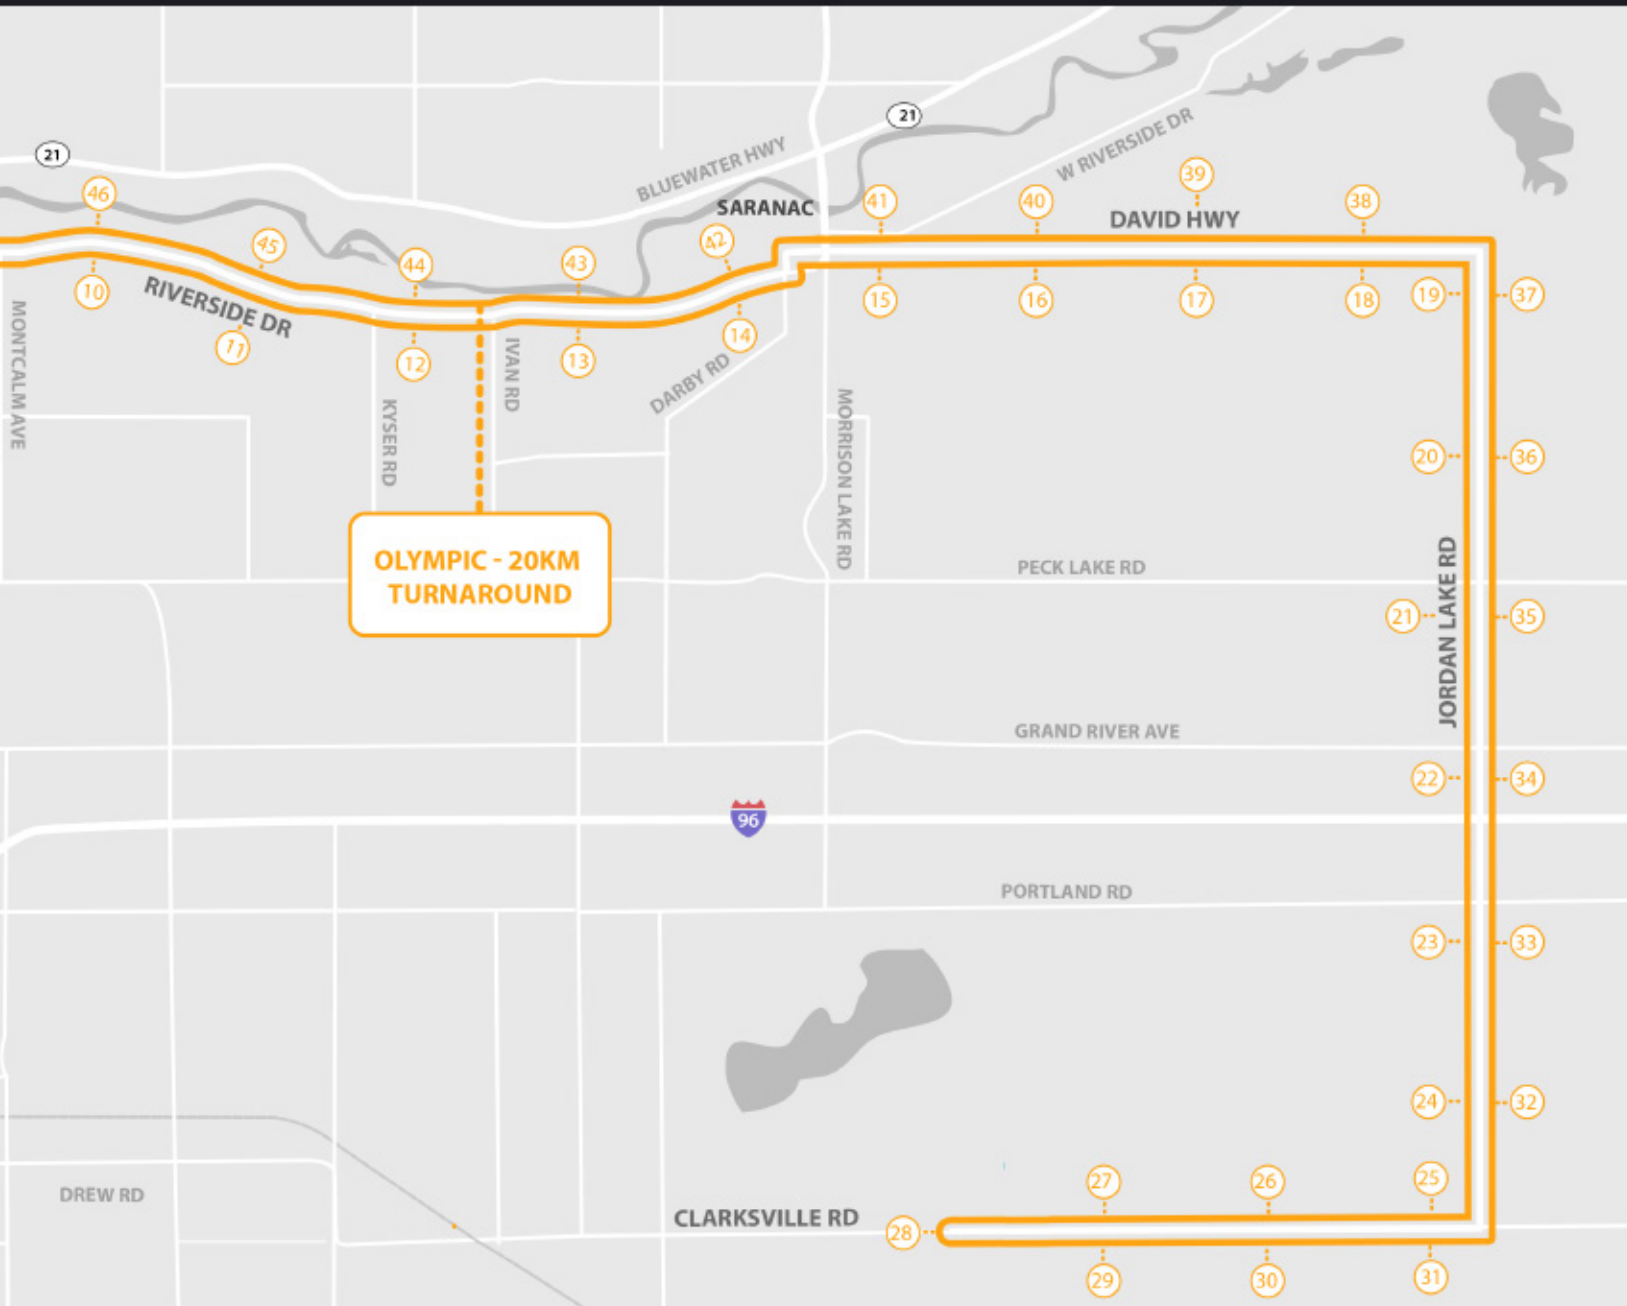 21
W RIVERSIDE DR
21
BLUEWATER HWY
39
46
41
40
38
SARANAC
DAVID HWY
45
42
44
43
10
RIVERSIDE DR
15
16
17
18
19
37
11
14
12
13
MONTCALM AVE
IVAN RD
DARBY RD
KYSER RD
MORRISON LAKE RD
20
36
OLYMPIC - 20KM
TURNAROUND
PECK LAKE RD
21
JORDAN LAKE RD
35
GRAND RIVER AVE
22
34
96
PORTLAND RD
23
33
24
32
27
26
25
DREW RD
CLARKSVILLE RD
28
29
30
31